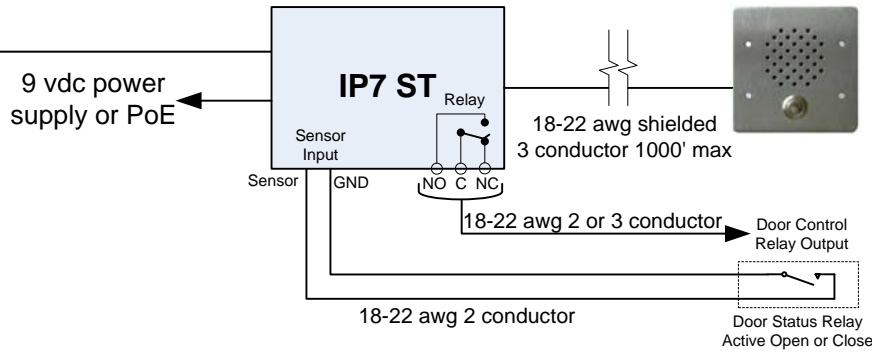 9 vdc power
supply or PoE
IP7 ST
Relay
Sensor
Input
Sensor
GND
NO C NC
18-22 awg shielded
3 conductor 1000' max
18-22 awg 2 or 3 conductor
Door Control
Relay Output
18-22 awg 2 conductor
Door Status Relay
Active Open or Close